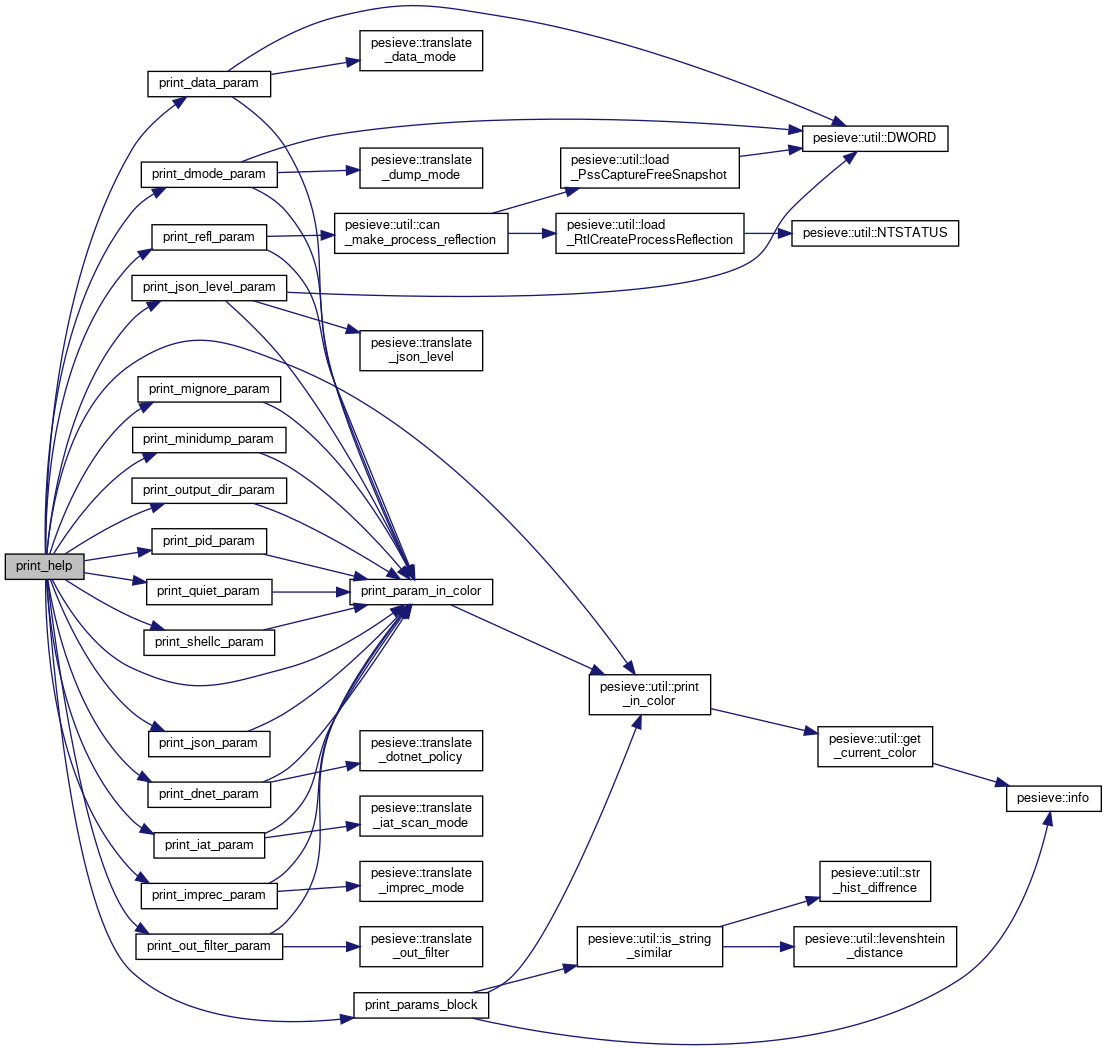 pesieve::translate
_data_mode
print_data_param
pesieve::util::DWORD
pesieve::translate
_dump_mode
pesieve::util::load
_PssCaptureFreeSnapshot
print_dmode_param
print_refl_param
pesieve::util::can
_make_process_reflection
pesieve::util::load
_RtlCreateProcessReflection
pesieve::util::NTSTATUS
print_json_level_param
pesieve::translate
_json_level
print_mignore_param
print_minidump_param
print_output_dir_param
print_pid_param
print_help
print_quiet_param
print_param_in_color
print_shellc_param
pesieve::util::print
_in_color
print_json_param
pesieve::translate
_dotnet_policy
pesieve::util::get
_current_color
print_dnet_param
pesieve::info
pesieve::translate
_iat_scan_mode
print_iat_param
pesieve::translate
_imprec_mode
pesieve::util::str
_hist_diffrence
print_imprec_param
print_out_filter_param
pesieve::translate
_out_filter
pesieve::util::is_string
_similar
pesieve::util::levenshtein
_distance
print_params_block